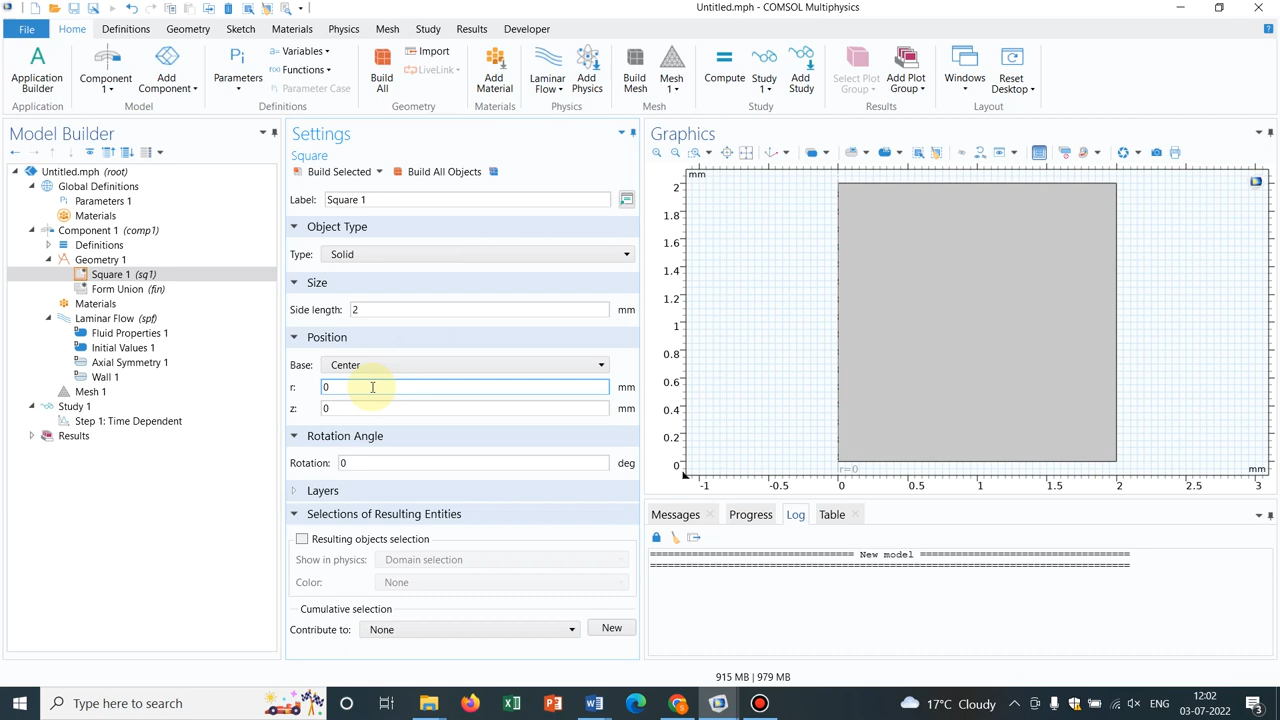 Untitled.mph - COMSOL Multiphysics
File Home Definitions Geometry Sketch Materials Physics Mesh Study Results Developer
Application Builder
Component 1
Add Component
Parameters
a= Variables
f(x)= Functions
Pi Parameter Case
Build All
Import
LiveLink
Add Material
Laminar Flow
Add Physics
Build Mesh
Mesh 1
Compute
Study 1
Add Study
Select Plot Group
Add Plot Group
Windows
Reset Desktop
Application Model Definitions Geometry Materials Physics Mesh Study Results Layout
Model Builder
Untitled.mph (root)
Global Definitions
Parameters 1
Materials
Component 1 (comp1)
Definitions
Geometry 1
Square 1 (sq1)
Form Union (fin)
Materials
Laminar Flow (spf)
Fluid Properties 1
Initial Values 1
Axial Symmetry 1
Wall 1
Mesh 1
Study 1
Step 1: Time Dependent
Results
Settings
Square
Build Selected Build All Objects
Label: Square 1
Object Type
Type: Solid
Size
Side length: 2 mm
Position
Base: Center
r: 0 mm
z: 0 mm
Rotation Angle
Rotation: 0 deg
Layers
Selections of Resulting Entities
Resulting objects selection
Show in physics: Domain selection
Color: None
Cumulative selection
Contribute to: None New
Graphics
mm
2
1.8
1.6
1.4
1.2
1
0.8
0.6
0.4
0.2
0
r=0
mm
-1 -0.5 0 0.5 1 1.5 2 2.5 3
Messages Progress Log Table
=================================== New model ===================================
================================================================================
915 MB | 979 MB
Type here to search
17°C Cloudy
ENG
12:02
03-07-2022
3